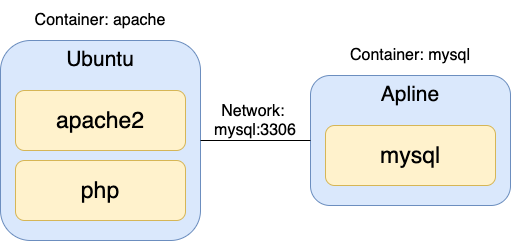 Container: apache
Ubuntu
apache2
php
Network:
mysql:3306
Container: mysql
Apline
mysql